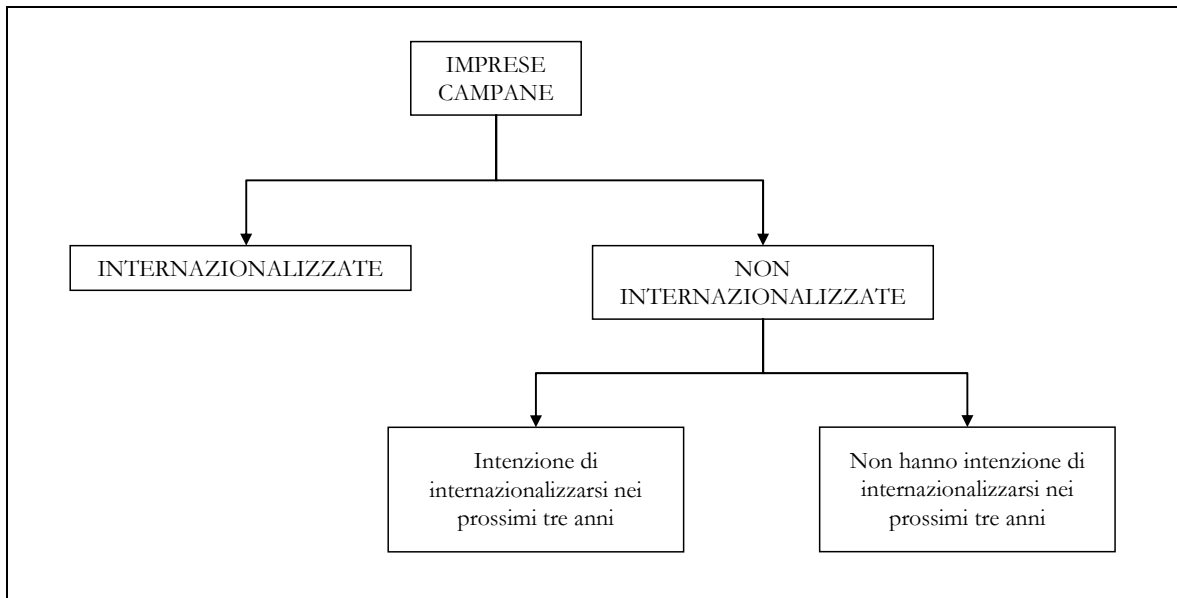 IMPRESE
CAMPANE
INTERNAZIONALIZZATE
NON
INTERNAZIONALIZZATE
Intenzione di
internazionalizzarsi nei
prossimi tre anni
Non hanno intenzione di
internazionalizzarsi nei
prossimi tre anni